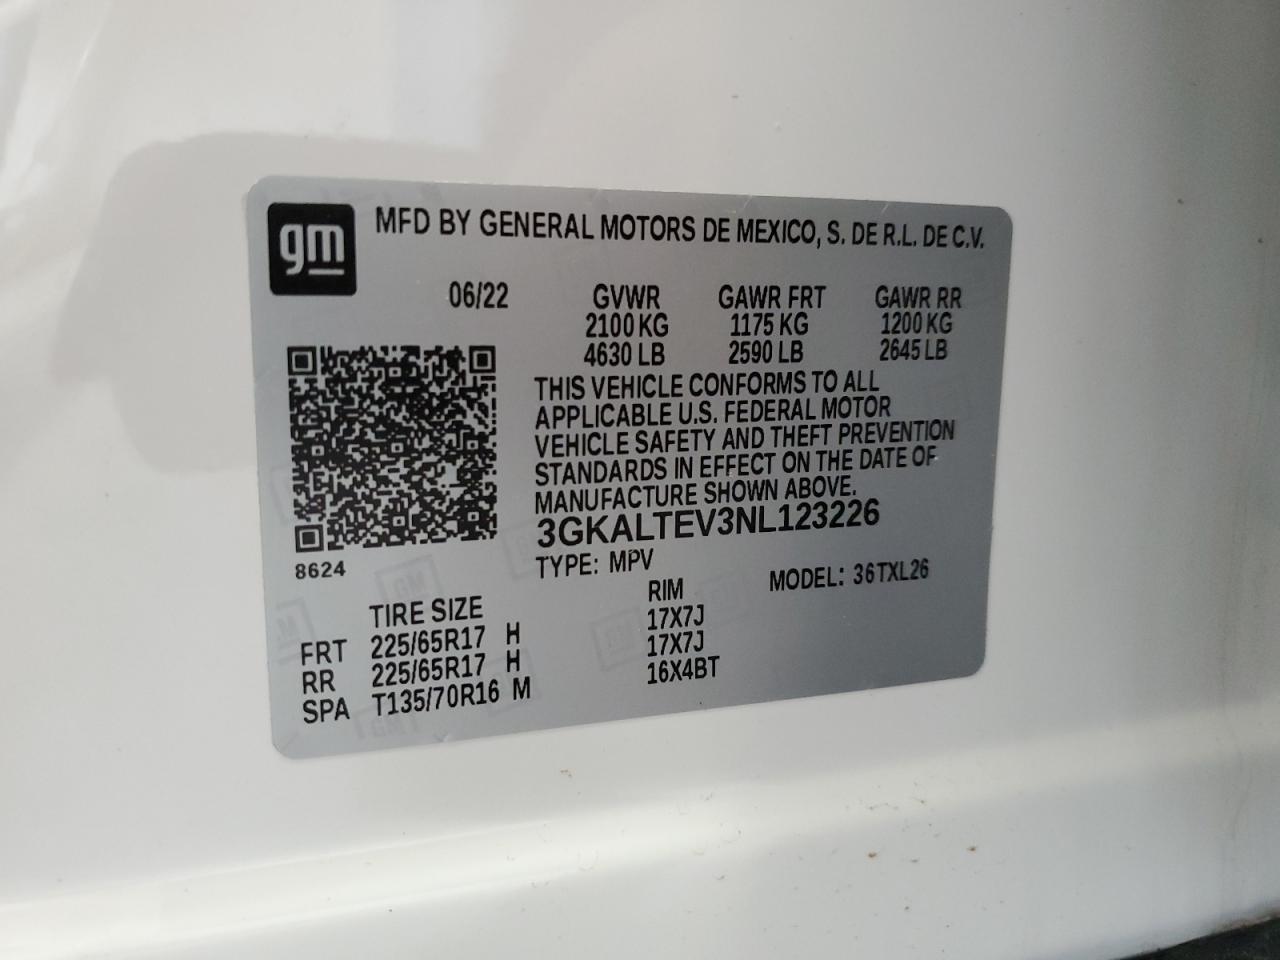 gm
MFD BY GENERAL MOTORS DE MEXICO, S. DE R.L. DE C.V.
06/22 GVWR GAWR FRT GAWR RR
2100 KG 1175 KG 1200 KG
4630 LB 2590 LB 2645 LB
THIS VEHICLE CONFORMS TO ALL
APPLICABLE U.S. FEDERAL MOTOR
VEHICLE SAFETY AND THEFT PREVENTION
STANDARDS IN EFFECT ON THE DATE OF
MANUFACTURE SHOWN ABOVE.
3GKALTEV3NL123226
8624
TYPE: MPV MODEL: 36TXL26
TIRE SIZE RIM
FRT 225/65R17 H 17X7J
RR 225/65R17 H 17X7J
SPA T135/70R16 M 16X4BT